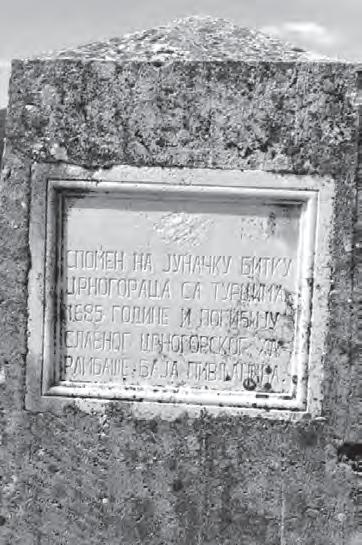 СПОМЕН НА ЈУНАЧКУ БИТКУ
ЦРНОГОРАЦА СА ТУРЦИМА
1685 ГОДИНЕ И ПОГИБИЈУ
СЛАВНОГ ЦРНОГОРСКОГ ХА-
РАМБАШЕ БАЈА ПИВЉАНИНА.